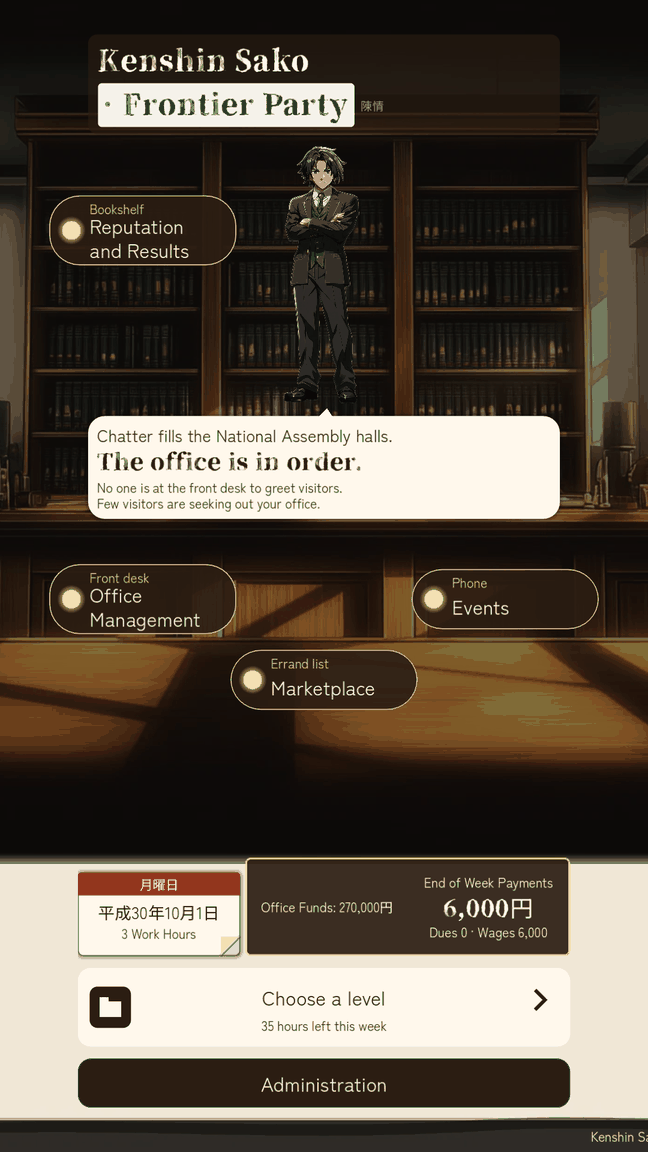 Kenshin Sako
· Frontier Party 陳情
Bookshelf
Reputation
and Results
Chatter fills the National Assembly halls.
The office is in order.
No one is at the front desk to greet visitors.
Few visitors are seeking out your office.
Front desk
Office
Management
Phone
Events
Errand list
Marketplace
月曜日
平成30年10月1日
3 Work Hours
Office Funds: 270,000円
End of Week Payments
6,000円
Dues 0 · Wages 6,000
Choose a level
35 hours left this week
Administration
Kenshin Sa